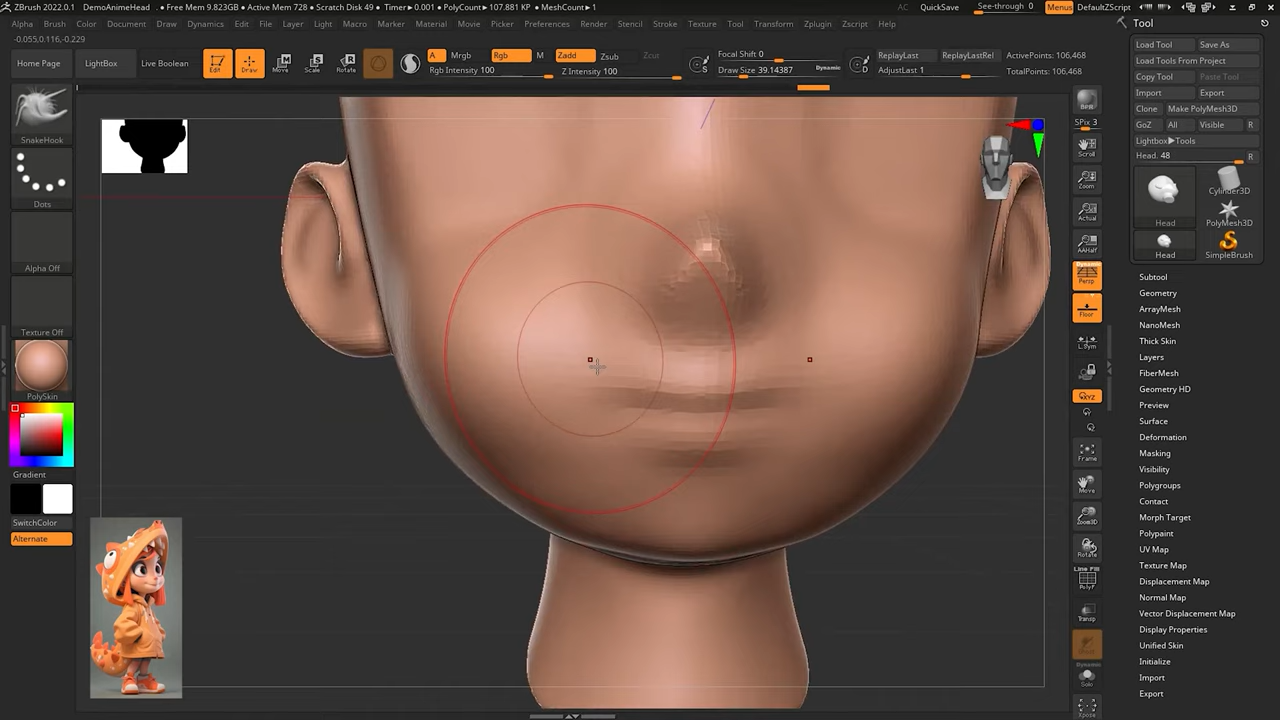 ZBrush 2022.0.1
DemoAnimeHead
• Free Mem 9.823GB • Active Mem 728 • Scratch Disk 49 • Timer▶0.001 • PolyCount▶107.881 KP • MeshCount▶1
AC
QuickSave
See-through 0
Menus
DefaultZScript
Alpha Brush Color Document Draw Dynamics Edit File Layer Light Macro Marker Material Movie Picker Preferences Render Stencil Stroke Texture Tool Transform Zplugin Zscript Help
-0.055,0.116,-0.229
Home Page
LightBox
Live Boolean
Edit
Draw
Move
Scale
Rotate
A
Mrgb
Rgb
M
Rgb Intensity 100
Zadd
Zsub
Zcut
Z Intensity 100
S
Focal Shift 0
Draw Size 39.14387
Dynamic
D
ReplayLast
ReplayLastRel
AdjustLast 1
ActivePoints: 106,468
TotalPoints: 106,468
SnakeHook
Dots
Alpha Off
Texture Off
PolySkin
Gradient
SwitchColor
Alternate
BPR
SPix 3
Scroll
Zoom
Actual
AAHalf
Dynamic
Persp
Floor
L.Sym
XYZ
Frame
Move
Zoom3D
Rotate
Line Fill
PolyF
Transp
Dynamic
Solo
Xpose
Tool
Load Tool
Save As
Load Tools From Project
Copy Tool
Paste Tool
Import
Export
Clone
Make PolyMesh3D
GoZ
All
Visible
R
Lightbox▶Tools
Head. 48
R
Head
Cylinder3D
PolyMesh3D
Head
SimpleBrush
Subtool
Geometry
ArrayMesh
NanoMesh
Thick Skin
Layers
FiberMesh
Geometry HD
Preview
Surface
Deformation
Masking
Visibility
Polygroups
Contact
Morph Target
Polypaint
UV Map
Texture Map
Displacement Map
Normal Map
Vector Displacement Map
Display Properties
Unified Skin
Initialize
Import
Export